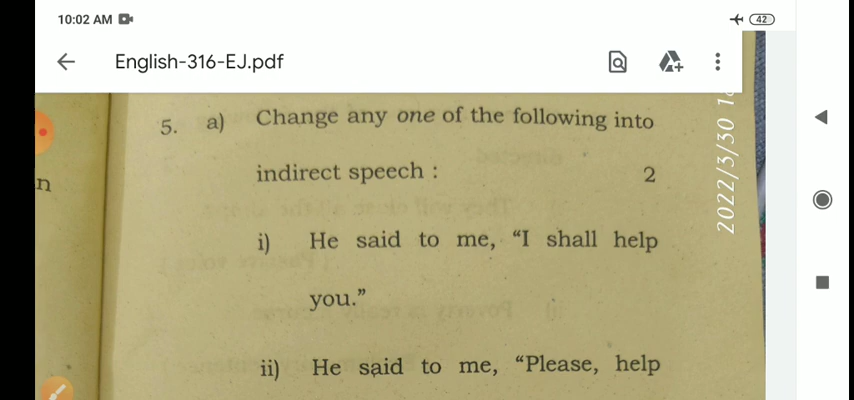 10:02 AM
42
English-316-EJ.pdf
n
5. a) Change any one of the following into
indirect speech : 2
i) He said to me, “I shall help
you.”
ii) He said to me, “Please, help
2022/3/30